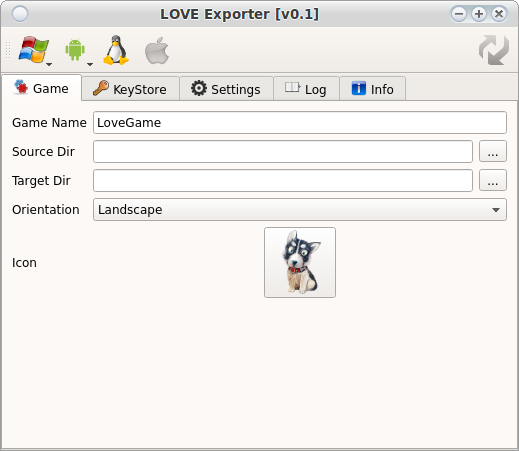 LOVE Exporter [v0.1]
Game KeyStore Settings Log Info
Game Name LoveGame
Source Dir ...
Target Dir ...
Orientation Landscape
Icon